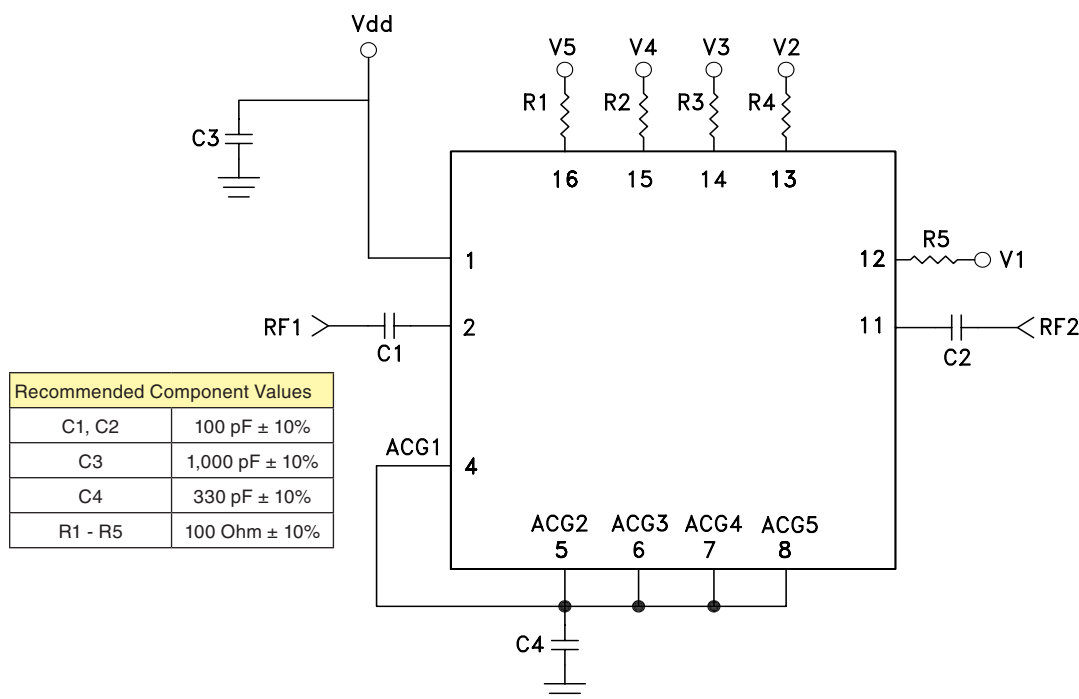 Vdd
V5 V4 V3 V2
R1 R2 R3 R4
C3
16 15 14 13
R5
1 12 V1
RF1 2 11 RF2
C1 C2
Recommended Component Values
C1, C2 100 pF ± 10%
C3 1,000 pF ± 10%
C4 330 pF ± 10%
R1 - R5 100 Ohm ± 10%
ACG1
4
ACG2 ACG3 ACG4 ACG5
5 6 7 8
C4